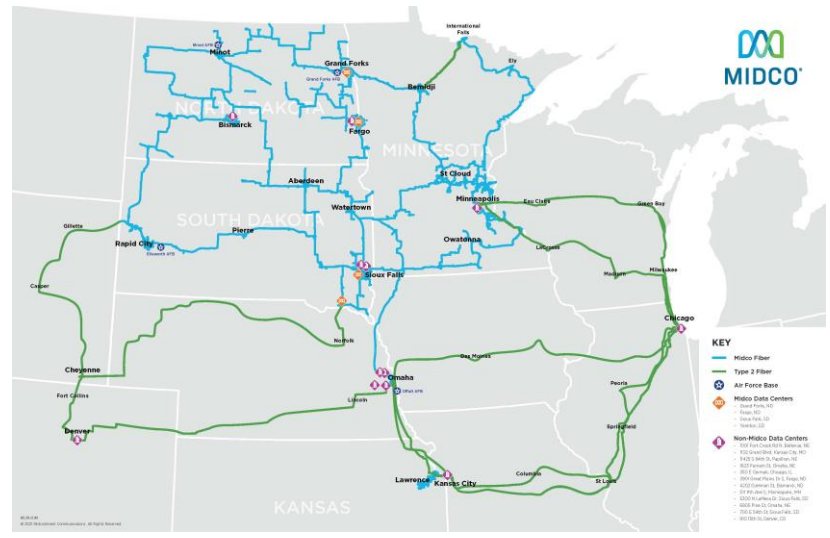 International
Falls
Minot AFB
Minot
Grand Forks
Grand Forks AFB
Ely
Bemidji
MIDCO®
NORTH DAKOTA
Bismarck
Fargo
MINNESOTA
St Cloud
Aberdeen
Minneapolis
Eau Claire
Green Bay
Watertown
SOUTH DAKOTA
Gillette
Pierre
Owatonna
LaCrosse
Rapid City
Ellsworth AFB
Madison
Milwaukee
Sioux Falls
Casper
Chicago
Norfolk
Des Moines
Cheyenne
Omaha
Offutt AFB
Fort Collins
Lincoln
Peoria
Denver
Springfield
Columbia
Lawrence
Kansas City
St Louis
KANSAS
KEY
Midco Fiber
Type 2 Fiber
Air Force Base
Midco Data Centers
- Grand Forks, ND
- Fargo, ND
- Sioux Falls, SD
- Yankton, SD
Non-Midco Data Centers